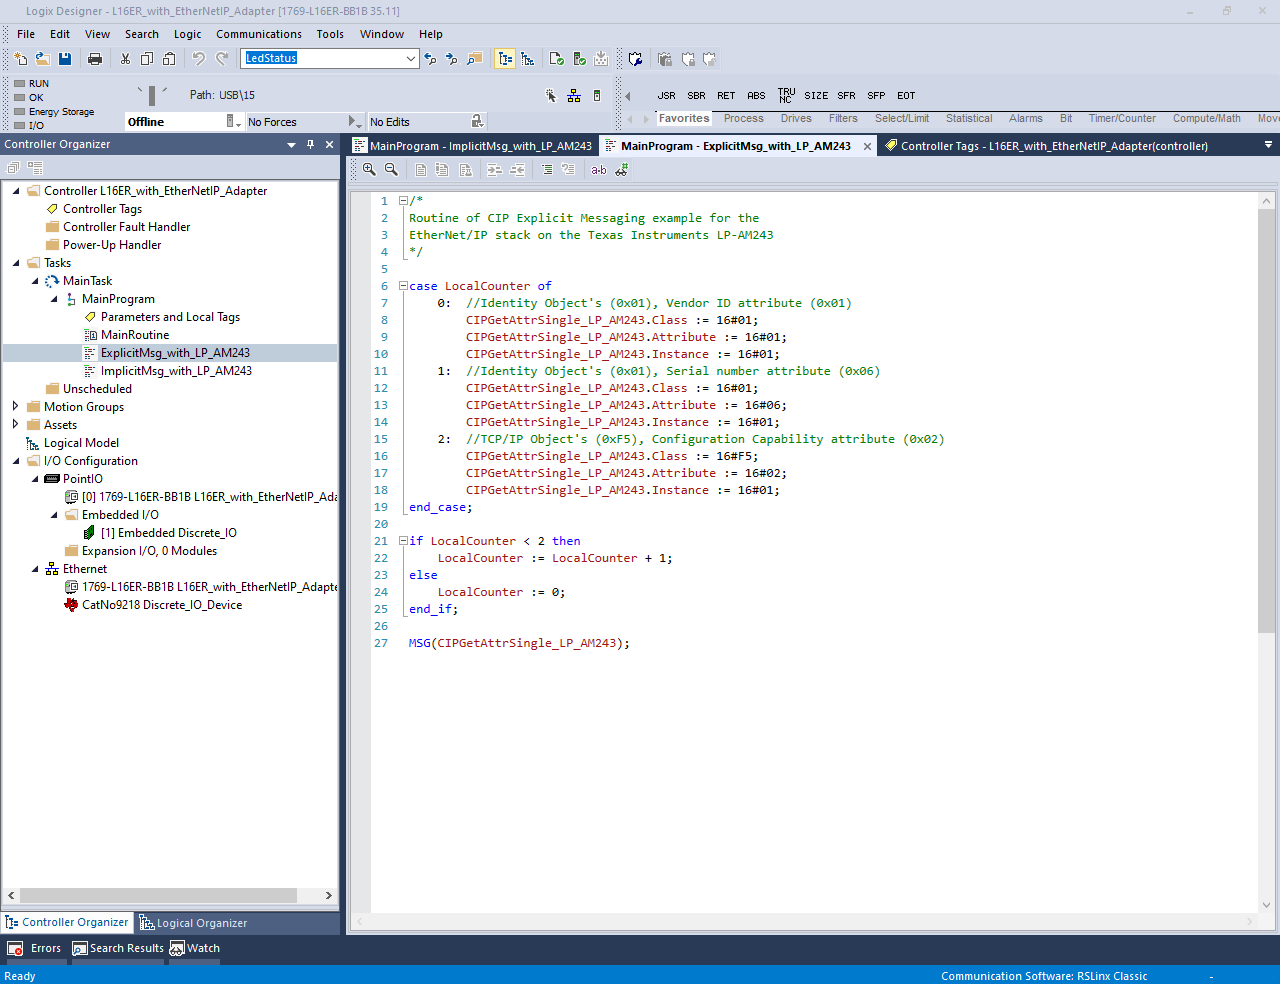 Logix Designer - L16ER_with_EtherNetIP_Adapter [1769-L16ER-BB1B 35.11]
File Edit View Search Logic Communications Tools Window Help
LedStatus
RUN
OK
Energy Storage
I/O
Path: USB\15
Offline
No Forces
No Edits
JSR SBR RET ABS TRUNC SIZE SFR SFP EOT
Favorites Process Drives Filters Select/Limit Statistical Alarms Bit Timer/Counter Compute/Math Mov
Controller Organizer
MainProgram - ImplicitMsg_with_LP_AM243
MainProgram - ExplicitMsg_with_LP_AM243
Controller Tags - L16ER_with_EtherNetIP_Adapter(controller)
a·b
Controller L16ER_with_EtherNetIP_Adapter
Controller Tags
Controller Fault Handler
Power-Up Handler
Tasks
MainTask
MainProgram
Parameters and Local Tags
MainRoutine
ExplicitMsg_with_LP_AM243
ImplicitMsg_with_LP_AM243
Unscheduled
Motion Groups
Assets
Logical Model
I/O Configuration
PointIO
[0] 1769-L16ER-BB1B L16ER_with_EtherNetIP_Ada
Embedded I/O
[1] Embedded Discrete_IO
Expansion I/O, 0 Modules
Ethernet
1769-L16ER-BB1B L16ER_with_EtherNetIP_Adapte
CatNo9218 Discrete_IO_Device
1 /*
2 Routine of CIP Explicit Messaging example for the
3 EtherNet/IP stack on the Texas Instruments LP-AM243
4 */
5
6 case LocalCounter of
7 0: //Identity Object's (0x01), Vendor ID attribute (0x01)
8 CIPGetAttrSingle_LP_AM243.Class := 16#01;
9 CIPGetAttrSingle_LP_AM243.Attribute := 16#01;
10 CIPGetAttrSingle_LP_AM243.Instance := 16#01;
11 1: //Identity Object's (0x01), Serial number attribute (0x06)
12 CIPGetAttrSingle_LP_AM243.Class := 16#01;
13 CIPGetAttrSingle_LP_AM243.Attribute := 16#06;
14 CIPGetAttrSingle_LP_AM243.Instance := 16#01;
15 2: //TCP/IP Object's (0xF5), Configuration Capability attribute (0x02)
16 CIPGetAttrSingle_LP_AM243.Class := 16#F5;
17 CIPGetAttrSingle_LP_AM243.Attribute := 16#02;
18 CIPGetAttrSingle_LP_AM243.Instance := 16#01;
19 end_case;
20
21 if LocalCounter < 2 then
22 LocalCounter := LocalCounter + 1;
23 else
24 LocalCounter := 0;
25 end_if;
26
27 MSG(CIPGetAttrSingle_LP_AM243);
Controller Organizer
Logical Organizer
Errors
Search Results
Watch
Ready
Communication Software: RSLinx Classic
-